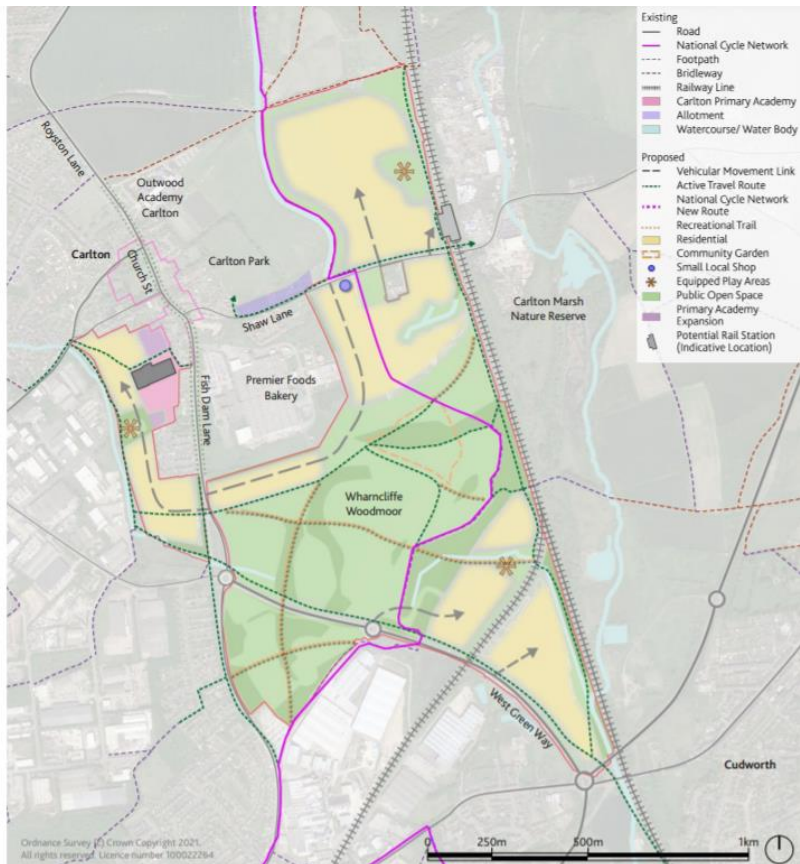 Existing
Road
National Cycle Network
Footpath
Bridleway
Railway Line
Carlton Primary Academy
Allotment
Watercourse/ Water Body
Proposed
Vehicular Movement Link
Active Travel Route
National Cycle Network
New Route
Recreational Trail
Residential
Community Garden
Small Local Shop
Equipped Play Areas
Public Open Space
Primary Academy
Expansion
Potential Rail Station
(Indicative Location)
Royston Lane
Outwood
Academy
Carlton
Carlton
Church St
Carlton Park
Shaw Lane
Carlton Marsh
Nature Reserve
Premier Foods
Bakery
Fish Dam Lane
Wharncliffe
Woodmoor
West Green Way
Cudworth
Ordnance Survey (c) Crown Copyright 2021.
All rights reserved. Licence number 100022264
0 250m 500m 1km